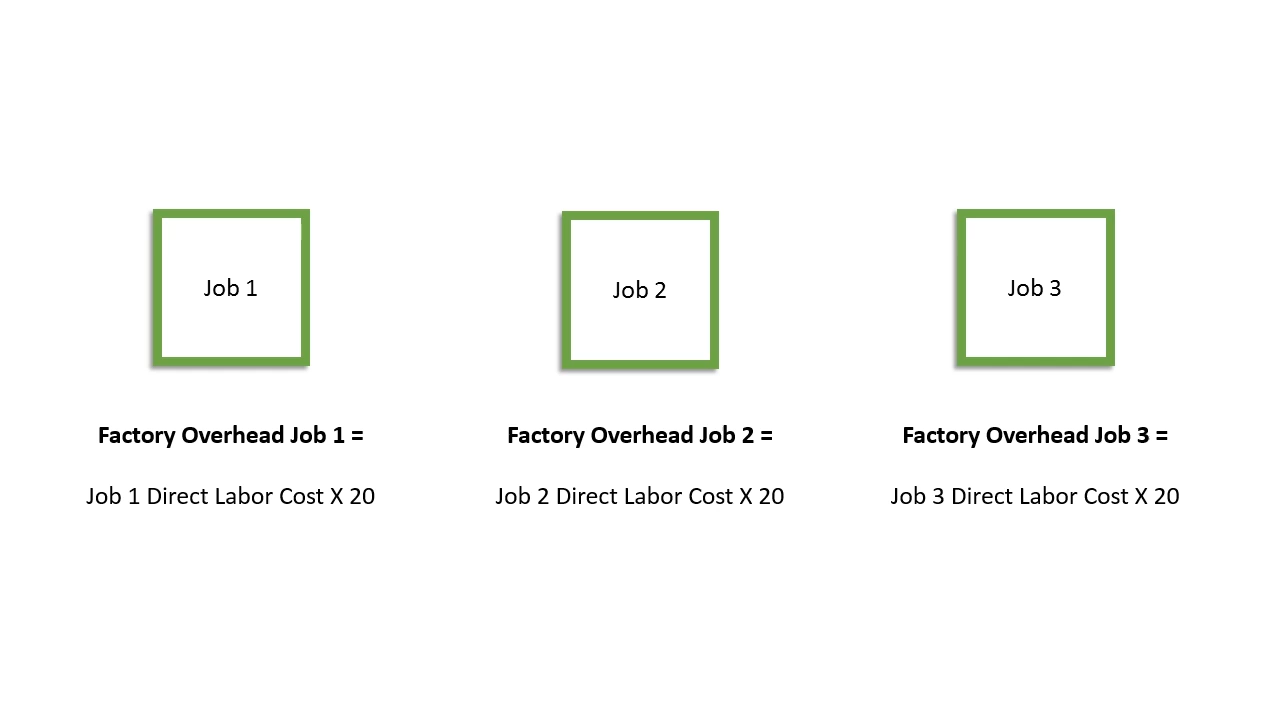 Job 1
Job 2
Job 3
Factory Overhead Job 1 =
Job 1 Direct Labor Cost X 20
Factory Overhead Job 2 =
Job 2 Direct Labor Cost X 20
Factory Overhead Job 3 =
Job 3 Direct Labor Cost X 20